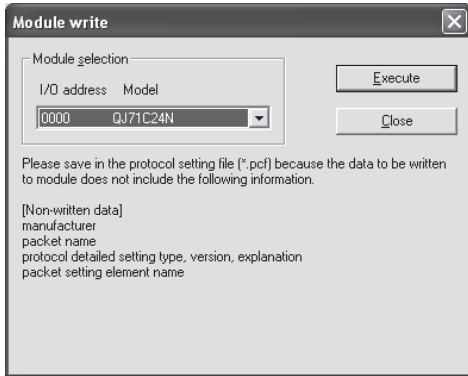 Module write
Module selection
I/O address Model
0000 QJ71C24N
Execute
Close
Please save in the protocol setting file (*.pcf) because the data to be written
to module does not include the following information.
[Non-written data]
manufacturer
packet name
protocol detailed setting type, version, explanation
packet setting element name